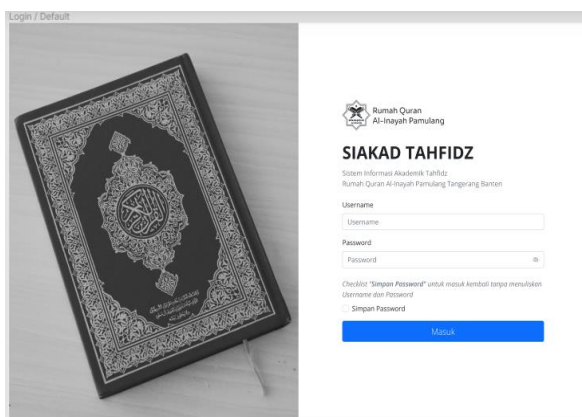 Login / Default
Rumah Quran
Al-Inayah Pamulang
SIAKAD TAHFIDZ
Sistem Informasi Akademik Tahfidz
Rumah Quran Al-Inayah Pamulang Tangerang Banten
Username
Username
Password
Password
Checklist "Simpan Password" untuk masuk kembali tanpa menuliskan
Username dan Password
Simpan Password
Masuk